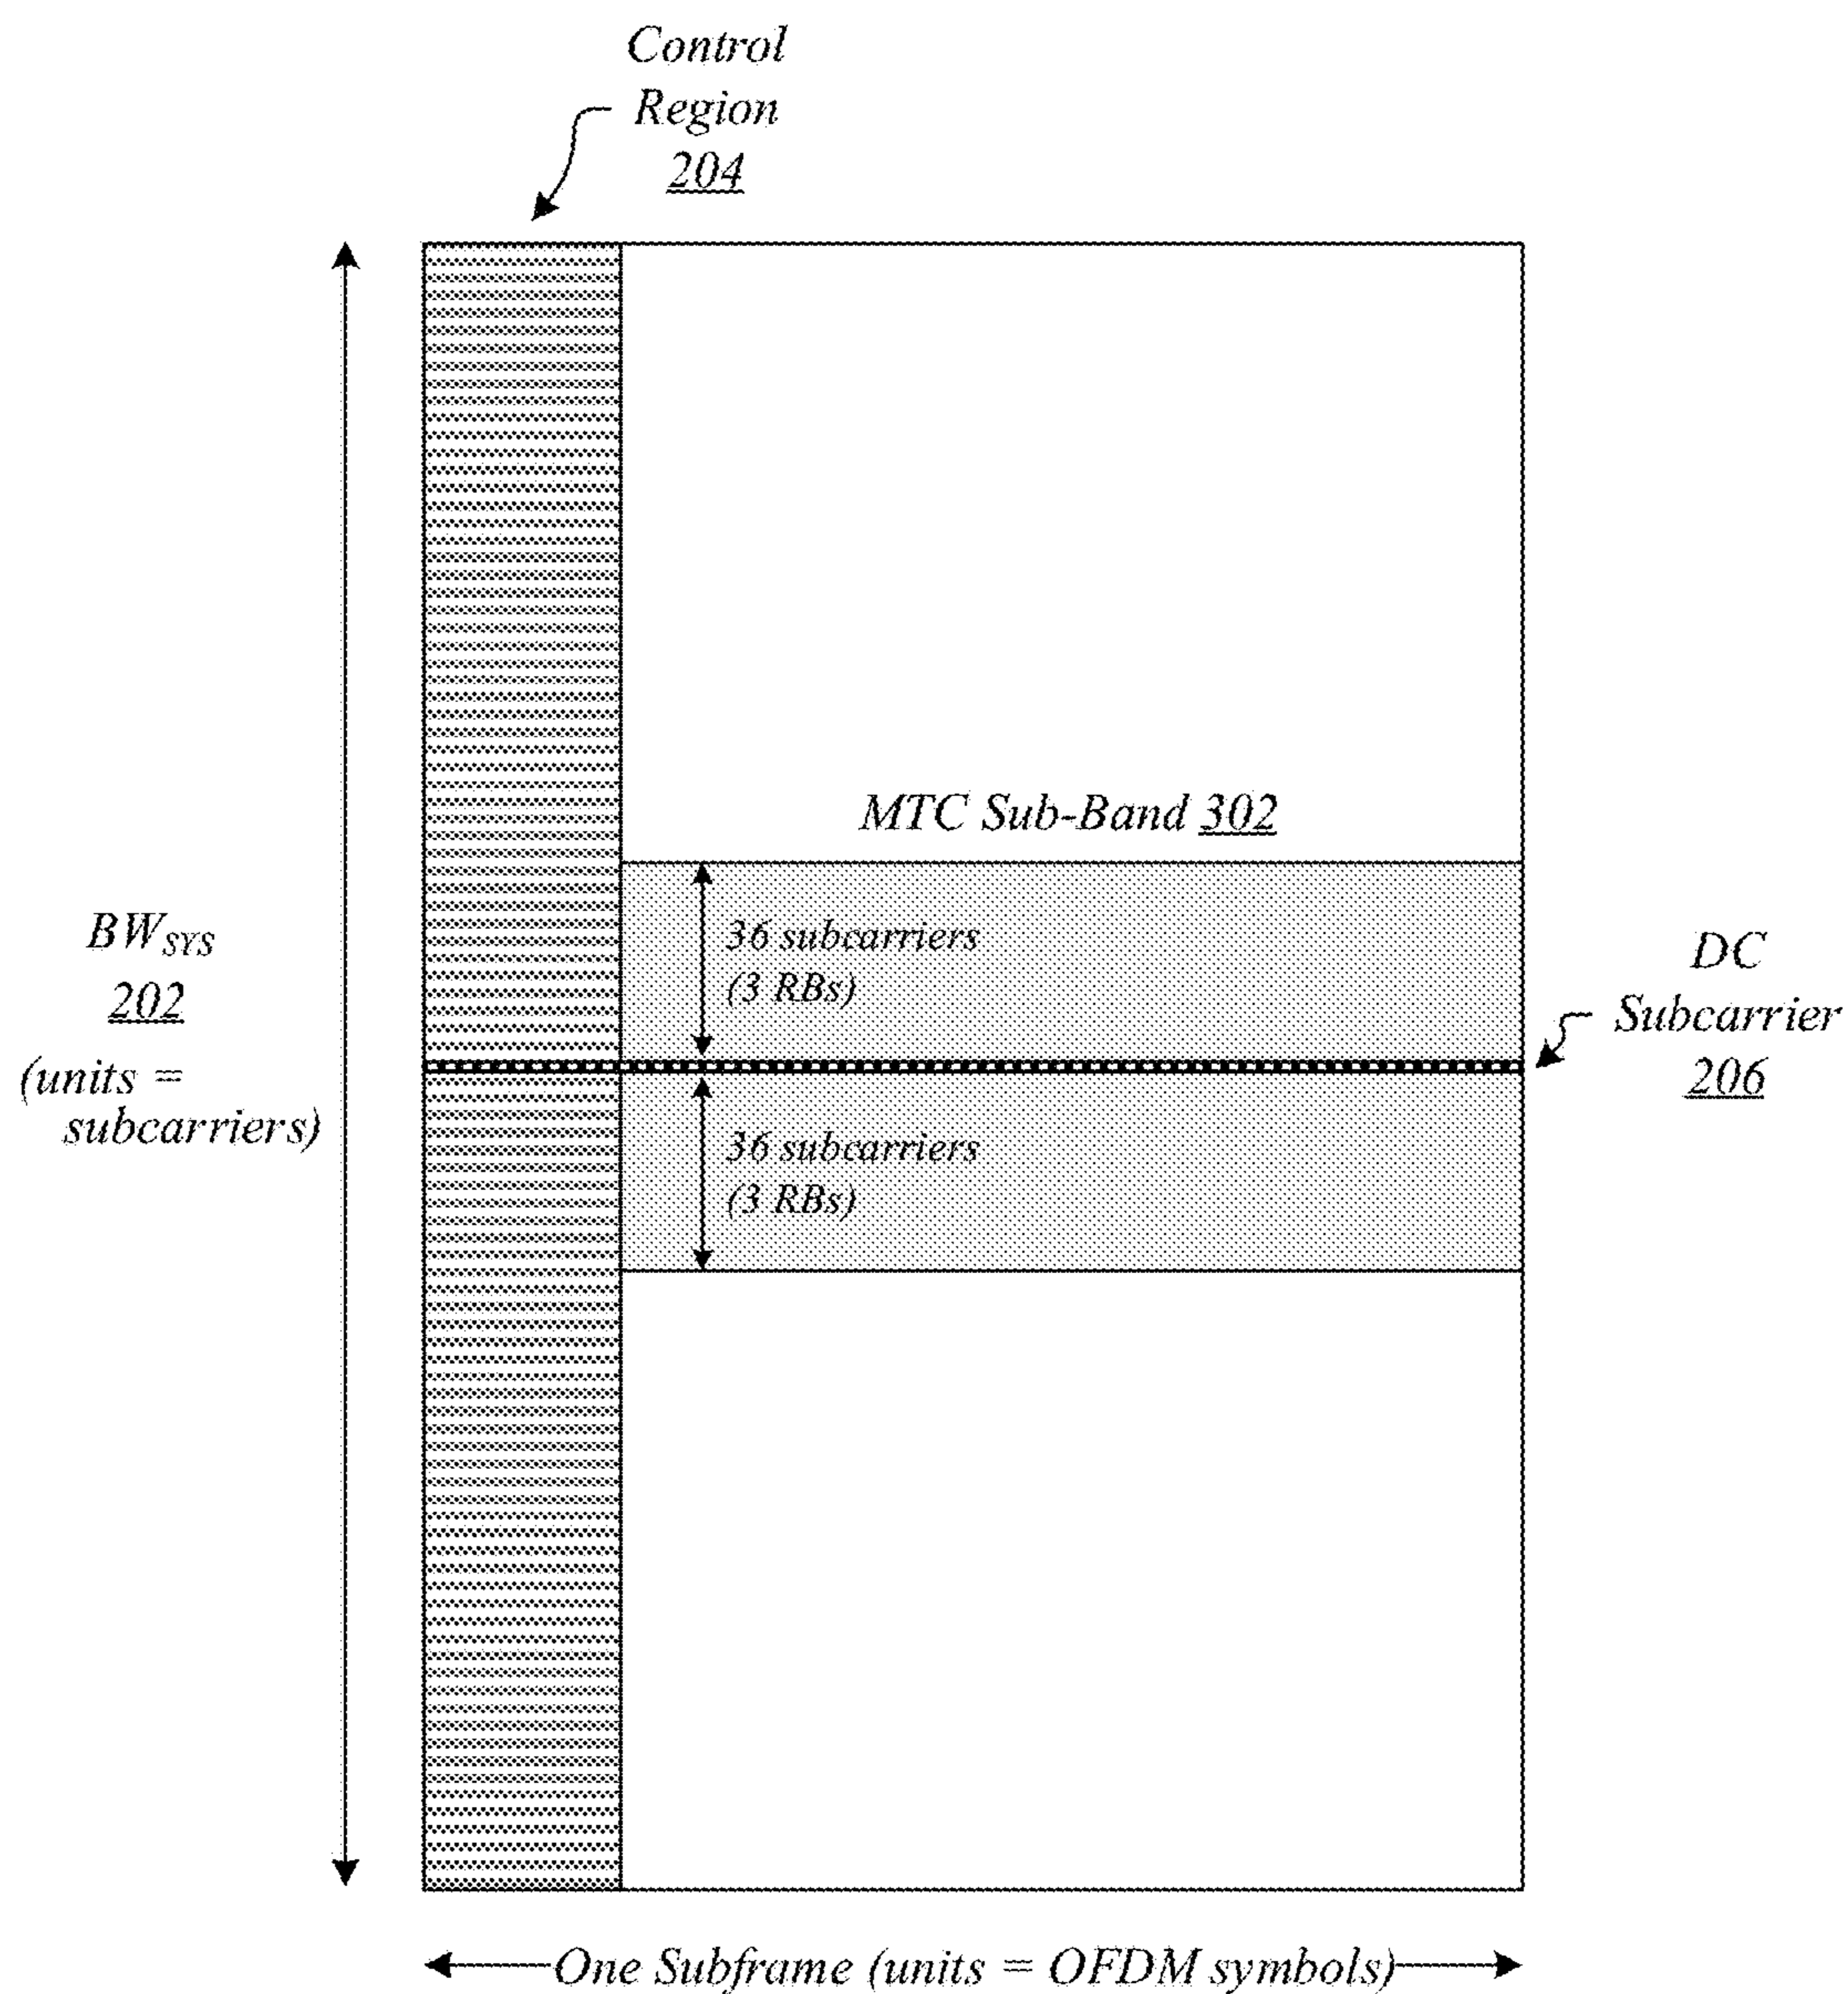 Control
Region
204
MTC Sub-Band 302
36 subcarriers
(3 RBs)
BWSYS
202
(units =
subcarriers)
DC
Subcarrier
206
36 subcarriers
(3 RBs)
One Subframe (units = OFDM symbols)